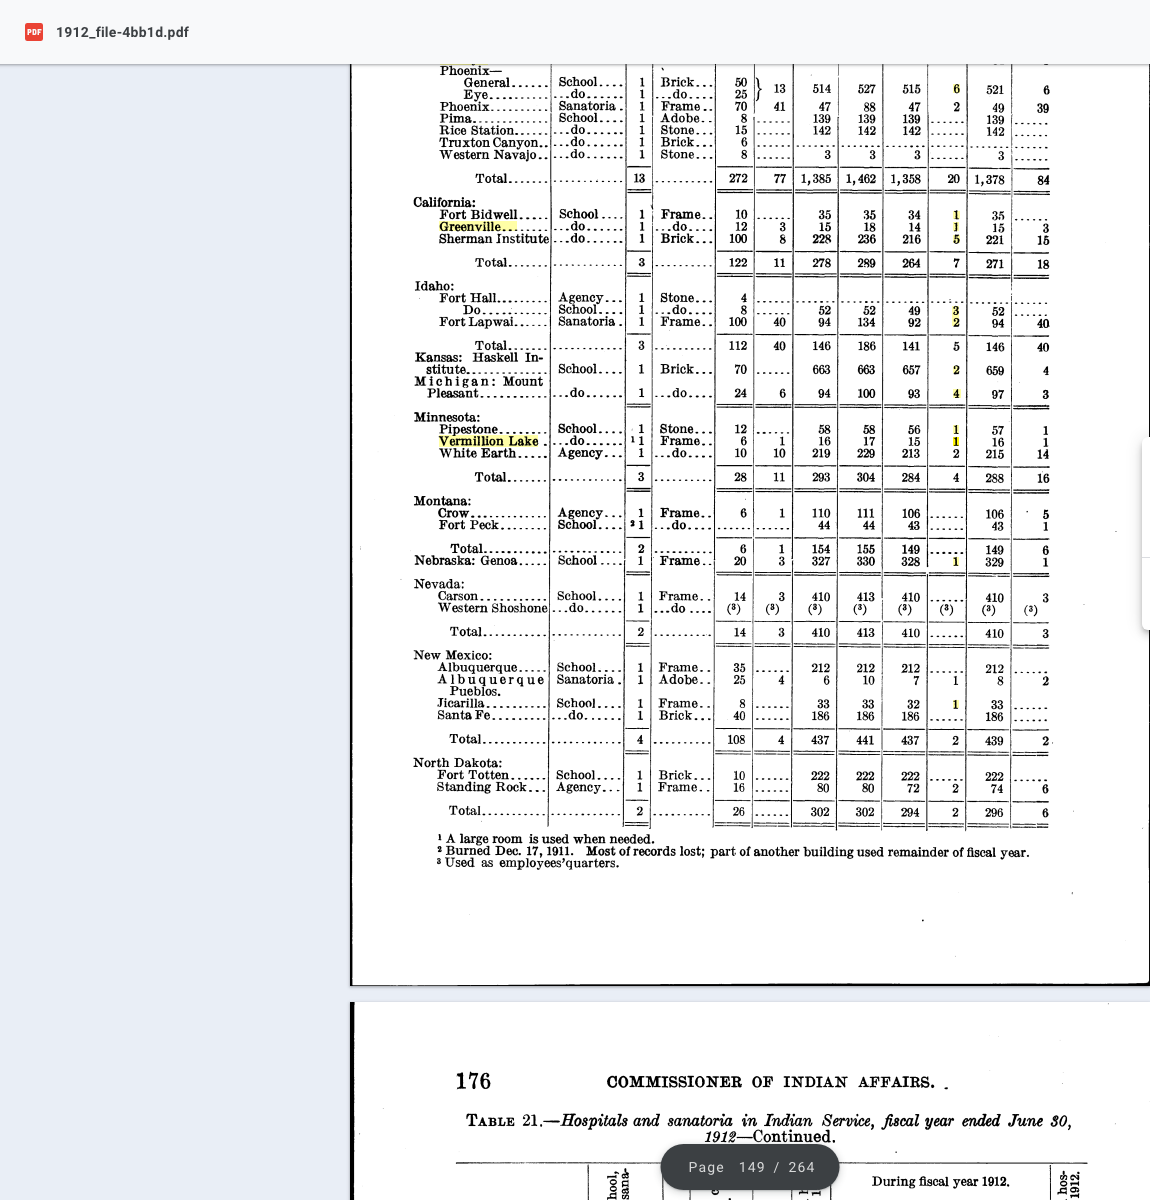 1912_file-4bb1d.pdf
Phoenix—
General...... School.... 1 Brick... 50 } 13 514 527 515 6 521 6
Eye.......... ...do...... 1 ...do.... 25
Phoenix.......... Sanatoria. 1 Frame.. 70 41 47 88 47 2 49 39
Pima............. School.... 1 Adobe.. 8 ...... 139 139 139 ...... 139 ......
Rice Station...... ...do...... 1 Stone... 15 ...... 142 142 142 ...... 142 ......
Truxton Canyon.. ...do...... 1 Brick... 6 ...... ...... ...... ...... ...... ...... ......
Western Navajo.. ...do...... 1 Stone... 8 ...... 3 3 3 ...... 3 ......
Total...... ............ 13 .......... 272 77 1,385 1,462 1,358 20 1,378 84
California:
Fort Bidwell..... School.... 1 Frame.. 10 ...... 35 35 34 1 35 ......
Greenville... ...do...... 1 ...do.... 12 3 15 18 14 1 15 3
Sherman Institute ...do...... 1 Brick... 100 8 228 236 216 5 221 15
Total...... ............ 3 .......... 122 11 278 289 264 7 271 18
Idaho:
Fort Hall......... Agency... 1 Stone... 4 ...... ...... ...... ...... ...... ...... ......
Do.......... School.... 1 ...do.... 8 ...... 52 52 49 3 52 ......
Fort Lapwai...... Sanatoria. 1 Frame.. 100 40 94 134 92 2 94 40
Total...... ............ 3 .......... 112 40 146 186 141 5 146 40
Kansas: Haskell In-
stitute............. School.... 1 Brick... 70 ...... 663 663 657 2 659 4
Michigan: Mount
Pleasant........... ...do...... 1 ...do.... 24 6 94 100 93 4 97 3
Minnesota:
Pipestone........ School.... 1 Stone... 12 ...... 58 58 56 1 57 1
Vermillion Lake . ...do...... ¹1 Frame.. 6 1 16 17 15 1 16 1
White Earth..... Agency... 1 ...do.... 10 10 219 229 213 2 215 14
Total...... ............ 3 .......... 28 11 293 304 284 4 288 16
Montana:
Crow............. Agency... 1 Frame.. 6 1 110 111 106 ...... 106 5
Fort Peck........ School.... ²1 ...do.... ...... ...... 44 44 43 ...... 43 1
Total.......... ............ 2 .......... 6 1 154 155 149 ...... 149 6
Nebraska: Genoa..... School .... 1 Frame.. 20 3 327 330 328 1 329 1
Nevada:
Carson........... School.... 1 Frame.. 14 3 410 413 410 ...... 410 3
Western Shoshone ...do...... 1 ...do .... (³) (³) (³) (³) (³) (³) (³) (³)
Total.......... ............ 2 .......... 14 3 410 413 410 ...... 410 3
New Mexico:
Albuquerque..... School.... 1 Frame.. 35 ...... 212 212 212 ...... 212 ......
Albuquerque Sanatoria. 1 Adobe.. 25 4 6 10 7 1 8 2
Pueblos.
Jicarilla.......... School.... 1 Frame.. 8 ...... 33 33 32 1 33 ......
Santa Fe......... ..do...... 1 Brick... 40 ...... 186 186 186 ...... 186 ......
Total.......... ............ 4 .......... 108 4 437 441 437 2 439 2
North Dakota:
Fort Totten...... School.... 1 Brick... 10 ...... 222 222 222 ...... 222 ......
Standing Rock... Agency... 1 Frame.. 16 ...... 80 80 72 2 74 6
Total.......... ............ 2 .......... 26 ...... 302 302 294 2 296 6
¹ A large room is used when needed.
² Burned Dec. 17, 1911. Most of records lost; part of another building used remainder of fiscal year.
³ Used as employees' quarters.
176 COMMISSIONER OF INDIAN AFFAIRS.
TABLE 21.—Hospitals and sanatoria in Indian Service, fiscal year ended June 30,
1912—Continued.
Page 149 / 264
During fiscal year 1912.